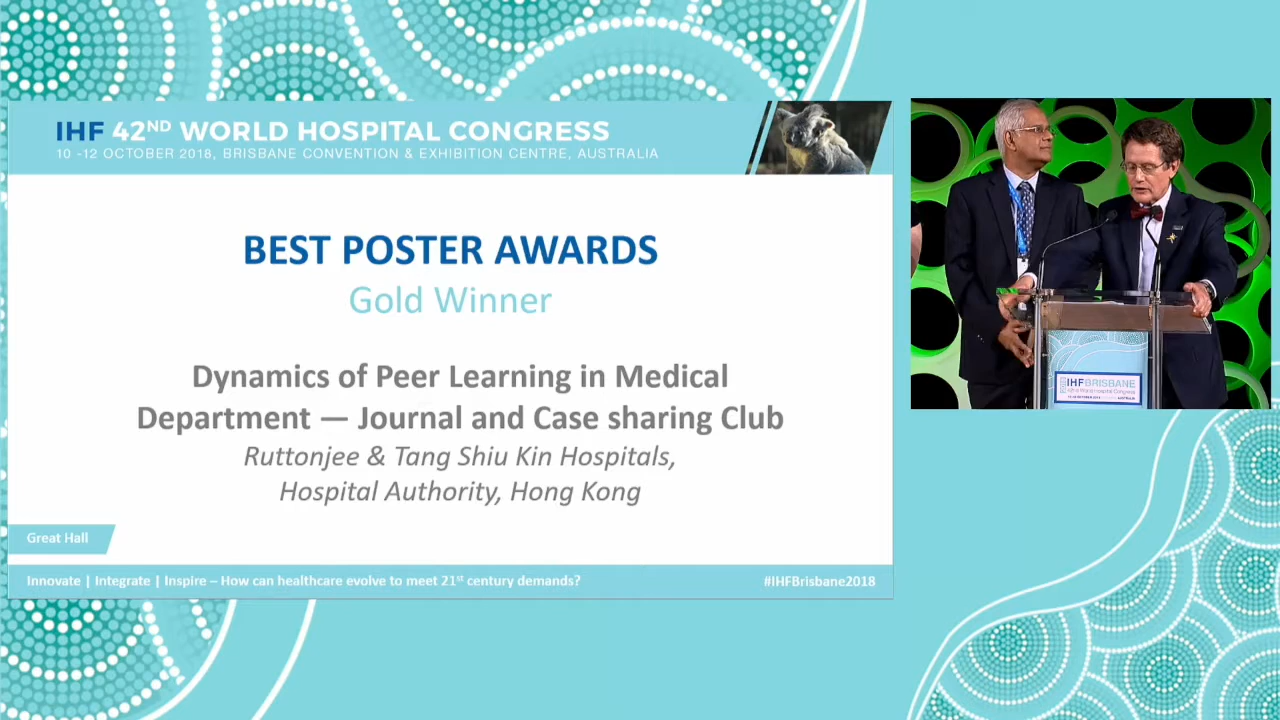 IHF 42ND WORLD HOSPITAL CONGRESS
10 -12 OCTOBER 2018, BRISBANE CONVENTION & EXHIBITION CENTRE, AUSTRALIA
BEST POSTER AWARDS
Gold Winner
Dynamics of Peer Learning in Medical
Department — Journal and Case sharing Club
Ruttonjee & Tang Shiu Kin Hospitals,
Hospital Authority, Hong Kong
Great Hall
Innovate | Integrate | Inspire – How can healthcare evolve to meet 21st century demands?
#IHFBrisbane2018
IHFBRISBANE